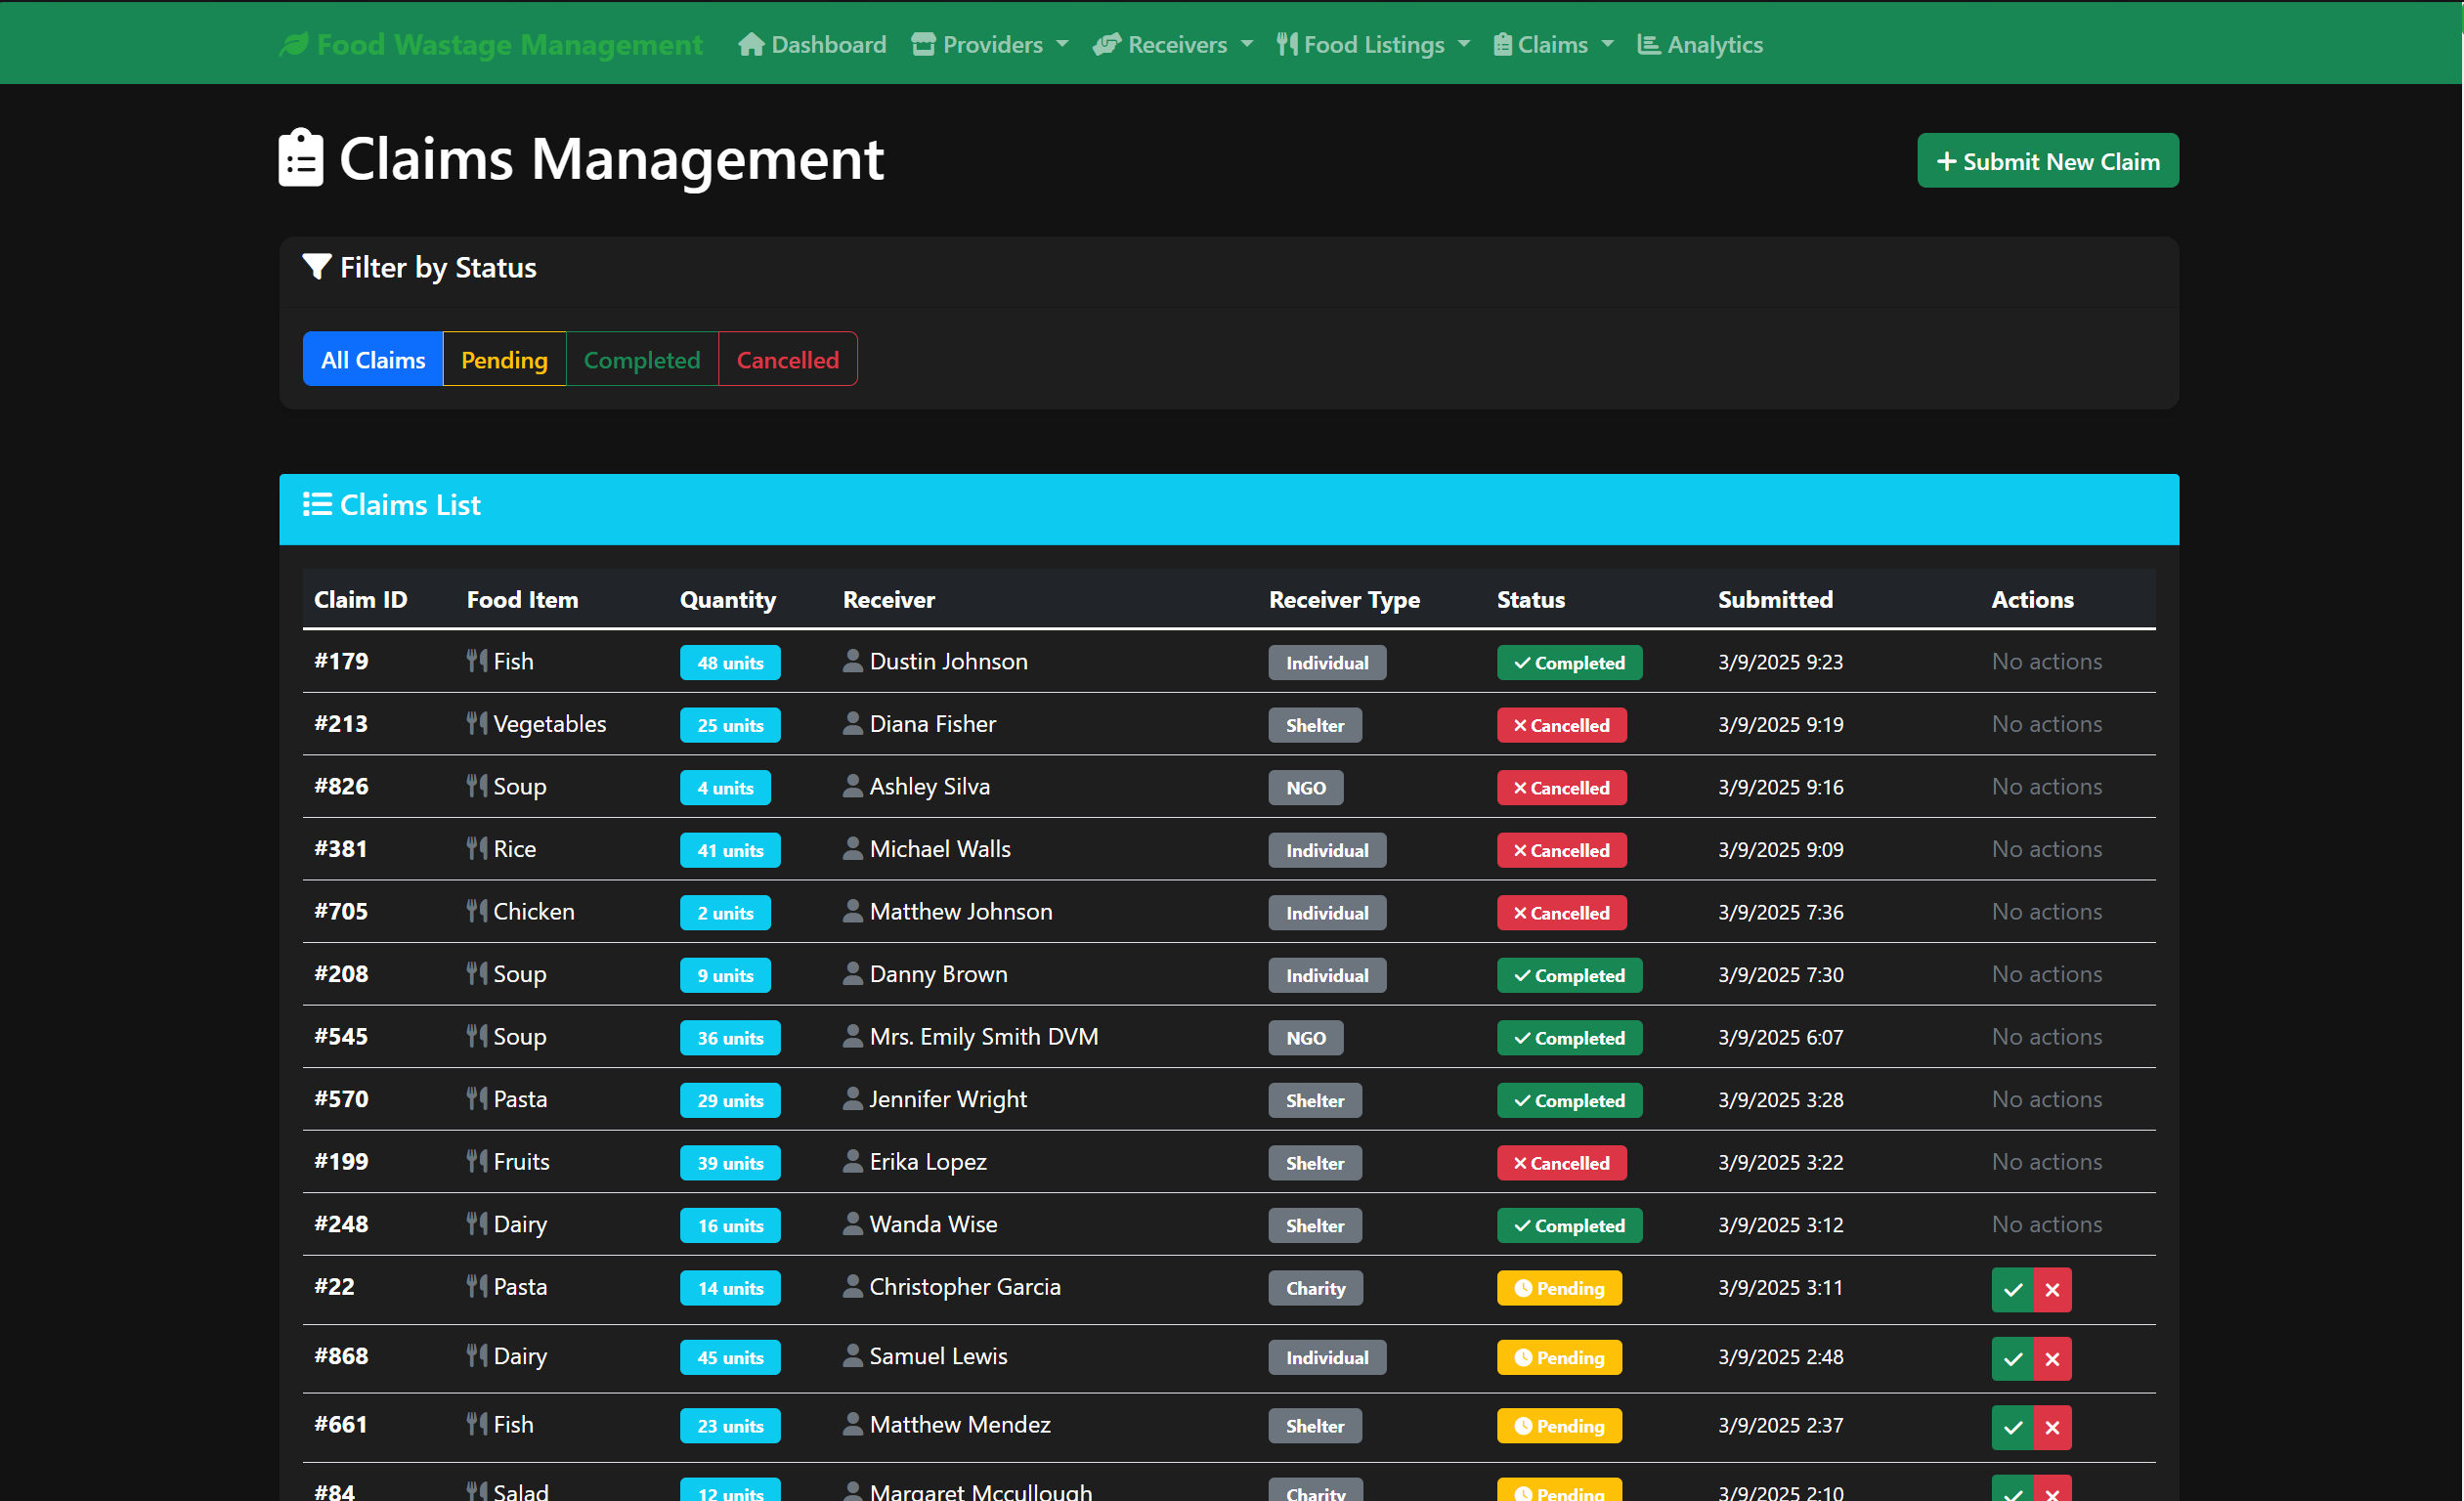 Food Wastage Management Dashboard Providers Receivers Food Listings Claims Analytics
Claims Management
+ Submit New Claim
Filter by Status
All Claims Pending Completed Cancelled
Claims List
Claim ID Food Item Quantity Receiver Receiver Type Status Submitted Actions
#179 Fish 48 units Dustin Johnson Individual Completed 3/9/2025 9:23 No actions
#213 Vegetables 25 units Diana Fisher Shelter Cancelled 3/9/2025 9:19 No actions
#826 Soup 4 units Ashley Silva NGO Cancelled 3/9/2025 9:16 No actions
#381 Rice 41 units Michael Walls Individual Cancelled 3/9/2025 9:09 No actions
#705 Chicken 2 units Matthew Johnson Individual Cancelled 3/9/2025 7:36 No actions
#208 Soup 9 units Danny Brown Individual Completed 3/9/2025 7:30 No actions
#545 Soup 36 units Mrs. Emily Smith DVM NGO Completed 3/9/2025 6:07 No actions
#570 Pasta 29 units Jennifer Wright Shelter Completed 3/9/2025 3:28 No actions
#199 Fruits 39 units Erika Lopez Shelter Cancelled 3/9/2025 3:22 No actions
#248 Dairy 16 units Wanda Wise Shelter Completed 3/9/2025 3:12 No actions
#22 Pasta 14 units Christopher Garcia Charity Pending 3/9/2025 3:11
#868 Dairy 45 units Samuel Lewis Individual Pending 3/9/2025 2:48
#661 Fish 23 units Matthew Mendez Shelter Pending 3/9/2025 2:37
#84 Salad 12 units Margaret Mccullough Charity Pending 3/9/2025 2:10